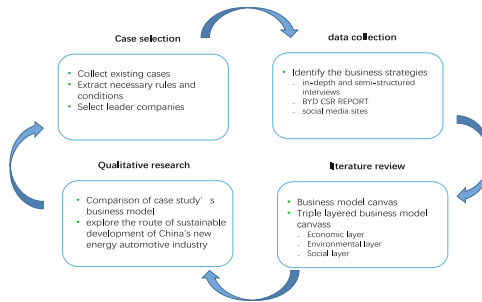 Case selection
• Collect existing cases
• Extract necessary rules and
conditions
• Select leader companies
data collection
• Identify the business strategies
- in-depth and semi-structured
interviews
- BYD CSR REPORT
- social media sites
Qualitative research
• Comparison of case study's
business model
• explore the route of sustainable
development of China's new
energy automotive industry
literature review
• Business model canvas
• Triple layered business model
canvass
- Economic layer
- Environmental layer
- Social layer